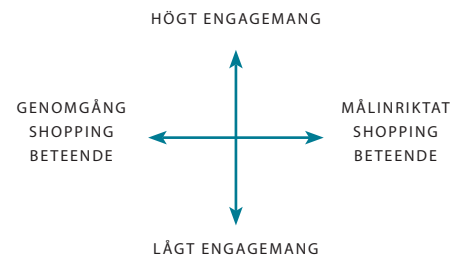 HÖGT ENGAGEMANG
GENOMGÅNG
SHOPPING
BETEENDE
MÅLINRIKTAT
SHOPPING
BETEENDE
LÅGT ENGAGEMANG